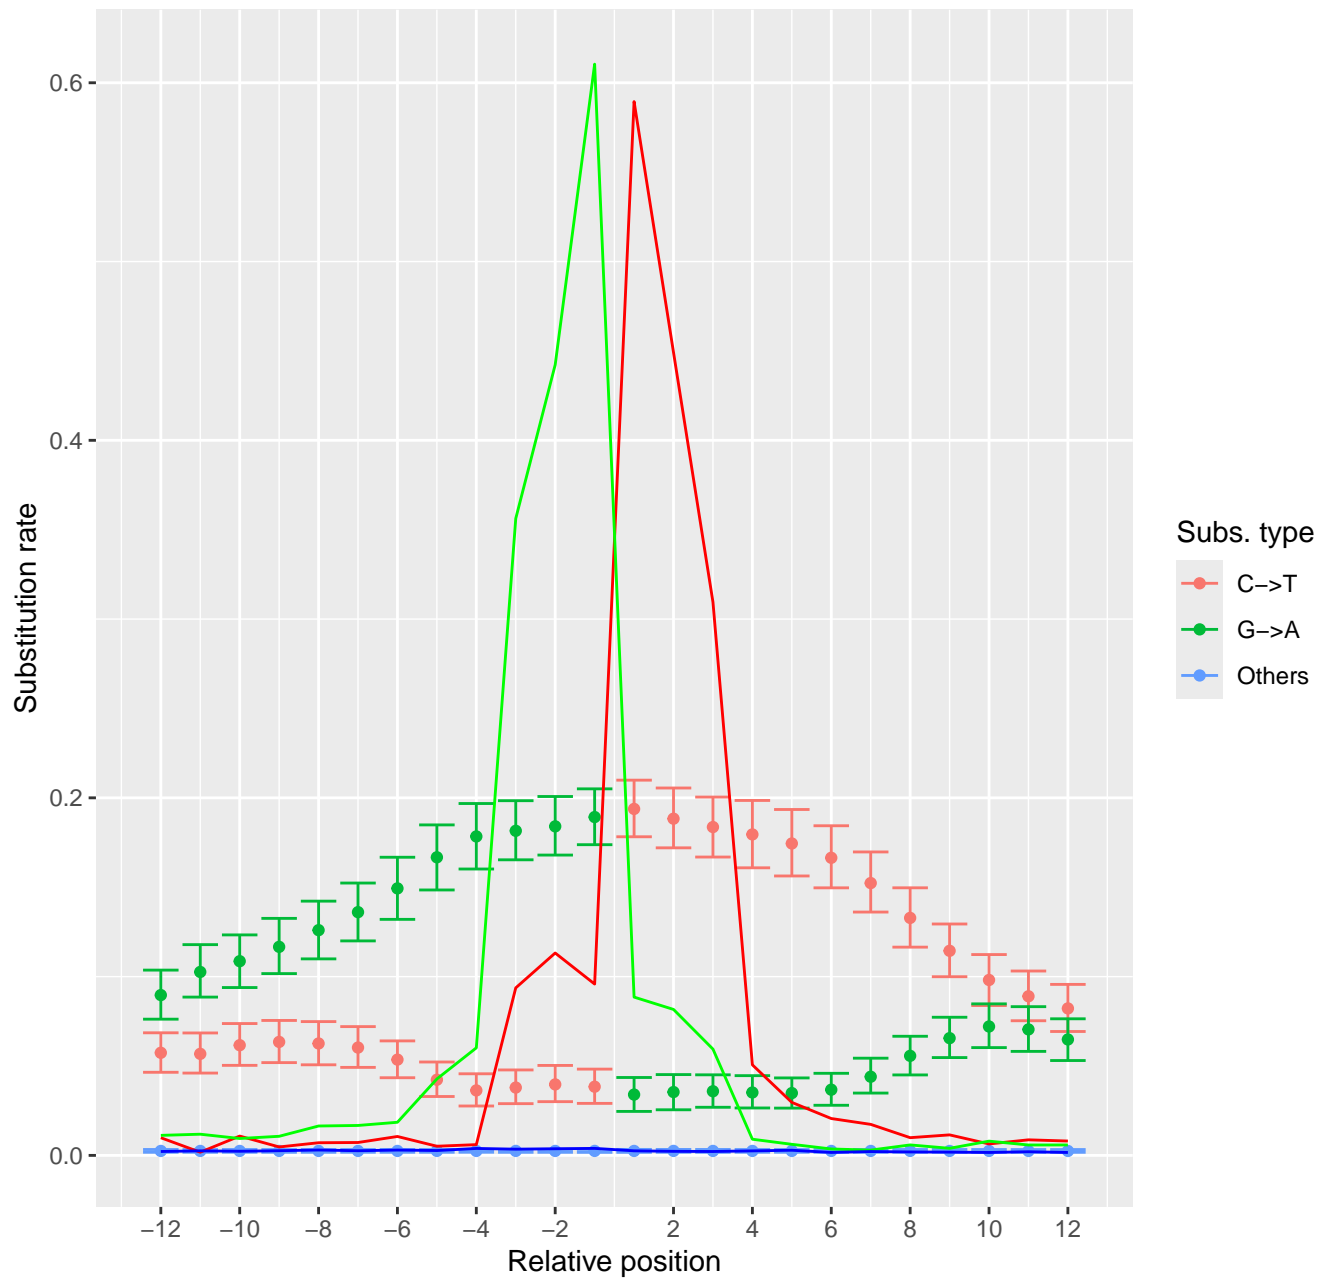 0.6
0.4
0.2
0.0
Substitution rate
−12 −10 −8 −6 −4 −2 2 4 6 8 10 12
Relative position
Subs. type
C−>T
G−>A
Others